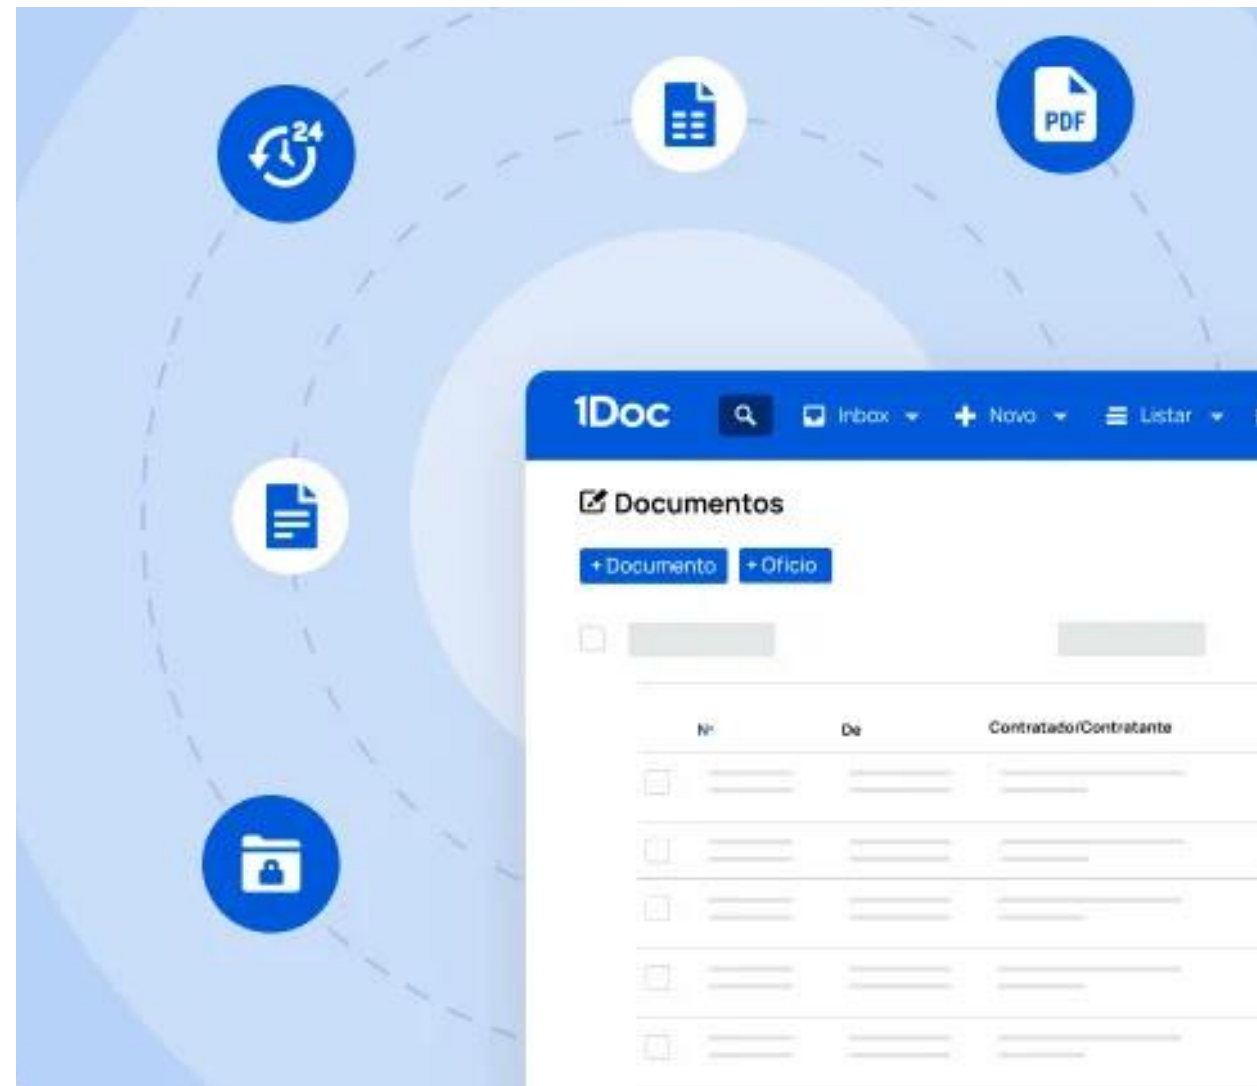 24
PDF
1Doc Inbox Novo Listar
Documentos
+Documento +Ofício
Nº De Contratado/Contratante